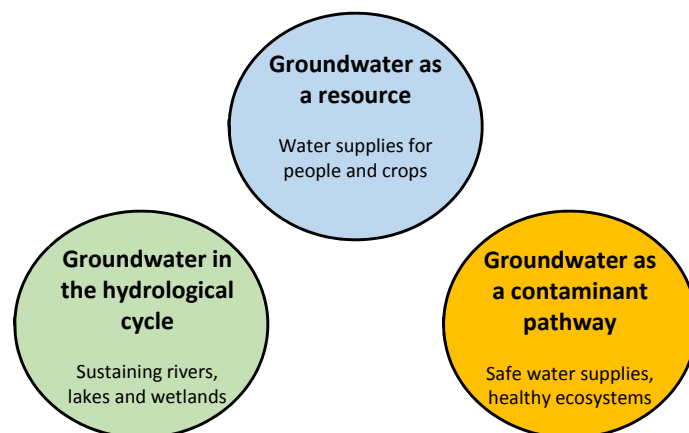 Groundwater as
a resource
Water supplies for
people and crops
Groundwater in
the hydrological
cycle
Sustaining rivers,
lakes and wetlands
Groundwater as
a contaminant
pathway
Safe water supplies,
healthy ecosystems